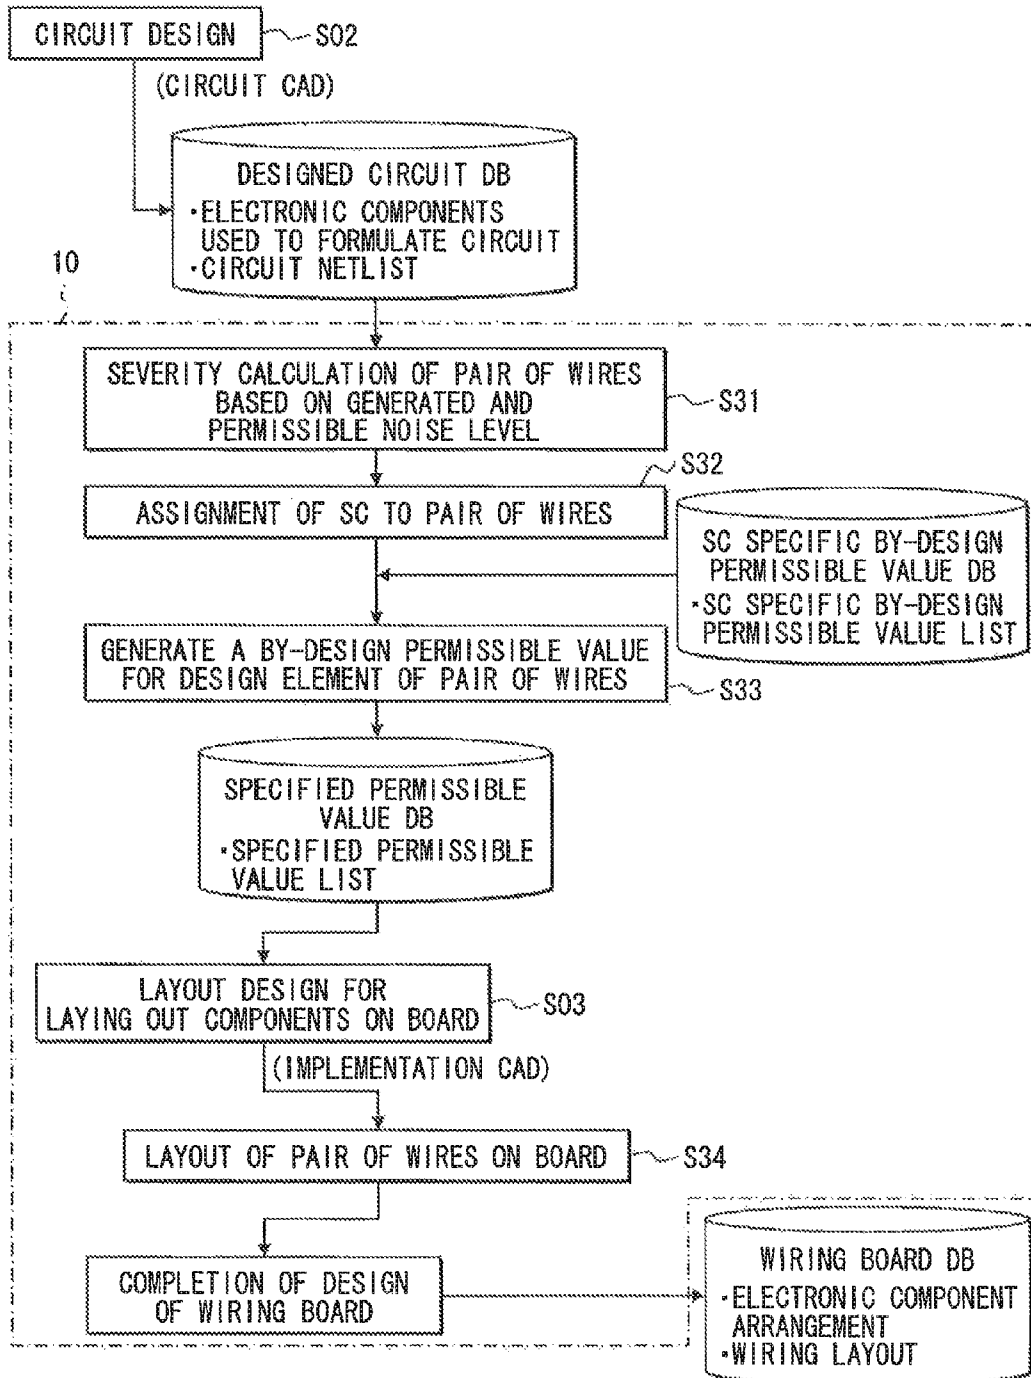 CIRCUIT DESIGN
S02
(CIRCUIT CAD)
DESIGNED CIRCUIT DB
・ELECTRONIC COMPONENTS
USED TO FORMULATE CIRCUIT
・CIRCUIT NETLIST
10
SEVERITY CALCULATION OF PAIR OF WIRES
BASED ON GENERATED AND
PERMISSIBLE NOISE LEVEL
S31
S32
ASSIGNMENT OF SC TO PAIR OF WIRES
SC SPECIFIC BY-DESIGN
PERMISSIBLE VALUE DB
・SC SPECIFIC BY-DESIGN
PERMISSIBLE VALUE LIST
GENERATE A BY-DESIGN PERMISSIBLE VALUE
FOR DESIGN ELEMENT OF PAIR OF WIRES
S33
SPECIFIED PERMISSIBLE
VALUE DB
・SPECIFIED PERMISSIBLE
VALUE LIST
LAYOUT DESIGN FOR
LAYING OUT COMPONENTS ON BOARD
S03
(IMPLEMENTATION CAD)
LAYOUT OF PAIR OF WIRES ON BOARD
S34
COMPLETION OF DESIGN
OF WIRING BOARD
WIRING BOARD DB
・ELECTRONIC COMPONENT
ARRANGEMENT
・WIRING LAYOUT